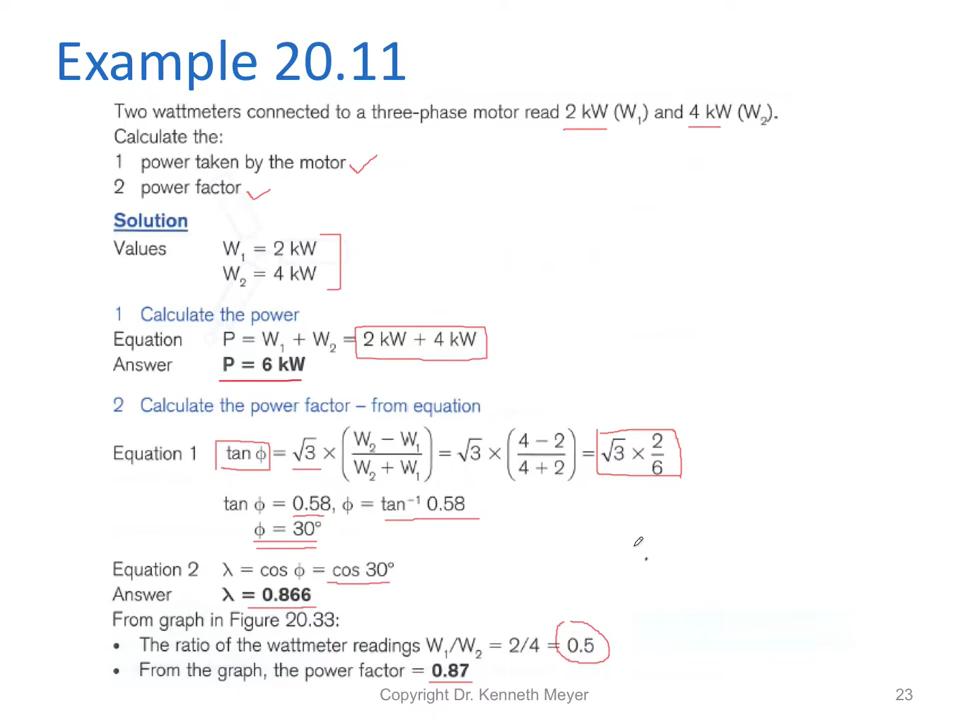 Example 20.11
Two wattmeters connected to a three-phase motor read 2 kW (W₁) and 4 kW (W₂).
Calculate the:
1 power taken by the motor
2 power factor
Solution
Values W₁ = 2 kW
W₂ = 4 kW
1 Calculate the power
Equation P = W₁ + W₂ = 2 kW + 4 kW
Answer P = 6 kW
2 Calculate the power factor – from equation
Equation 1 tan ϕ = √3 × ((W₂ – W₁)/(W₂ + W₁)) = √3 × ((4 – 2)/(4 + 2)) = √3 × 2/6
tan ϕ = 0.58, ϕ = tan⁻¹ 0.58
ϕ = 30°
Equation 2 λ = cos ϕ = cos 30°
Answer λ = 0.866
From graph in Figure 20.33:
• The ratio of the wattmeter readings W₁/W₂ = 2/4 = 0.5
• From the graph, the power factor = 0.87
Copyright Dr. Kenneth Meyer 23